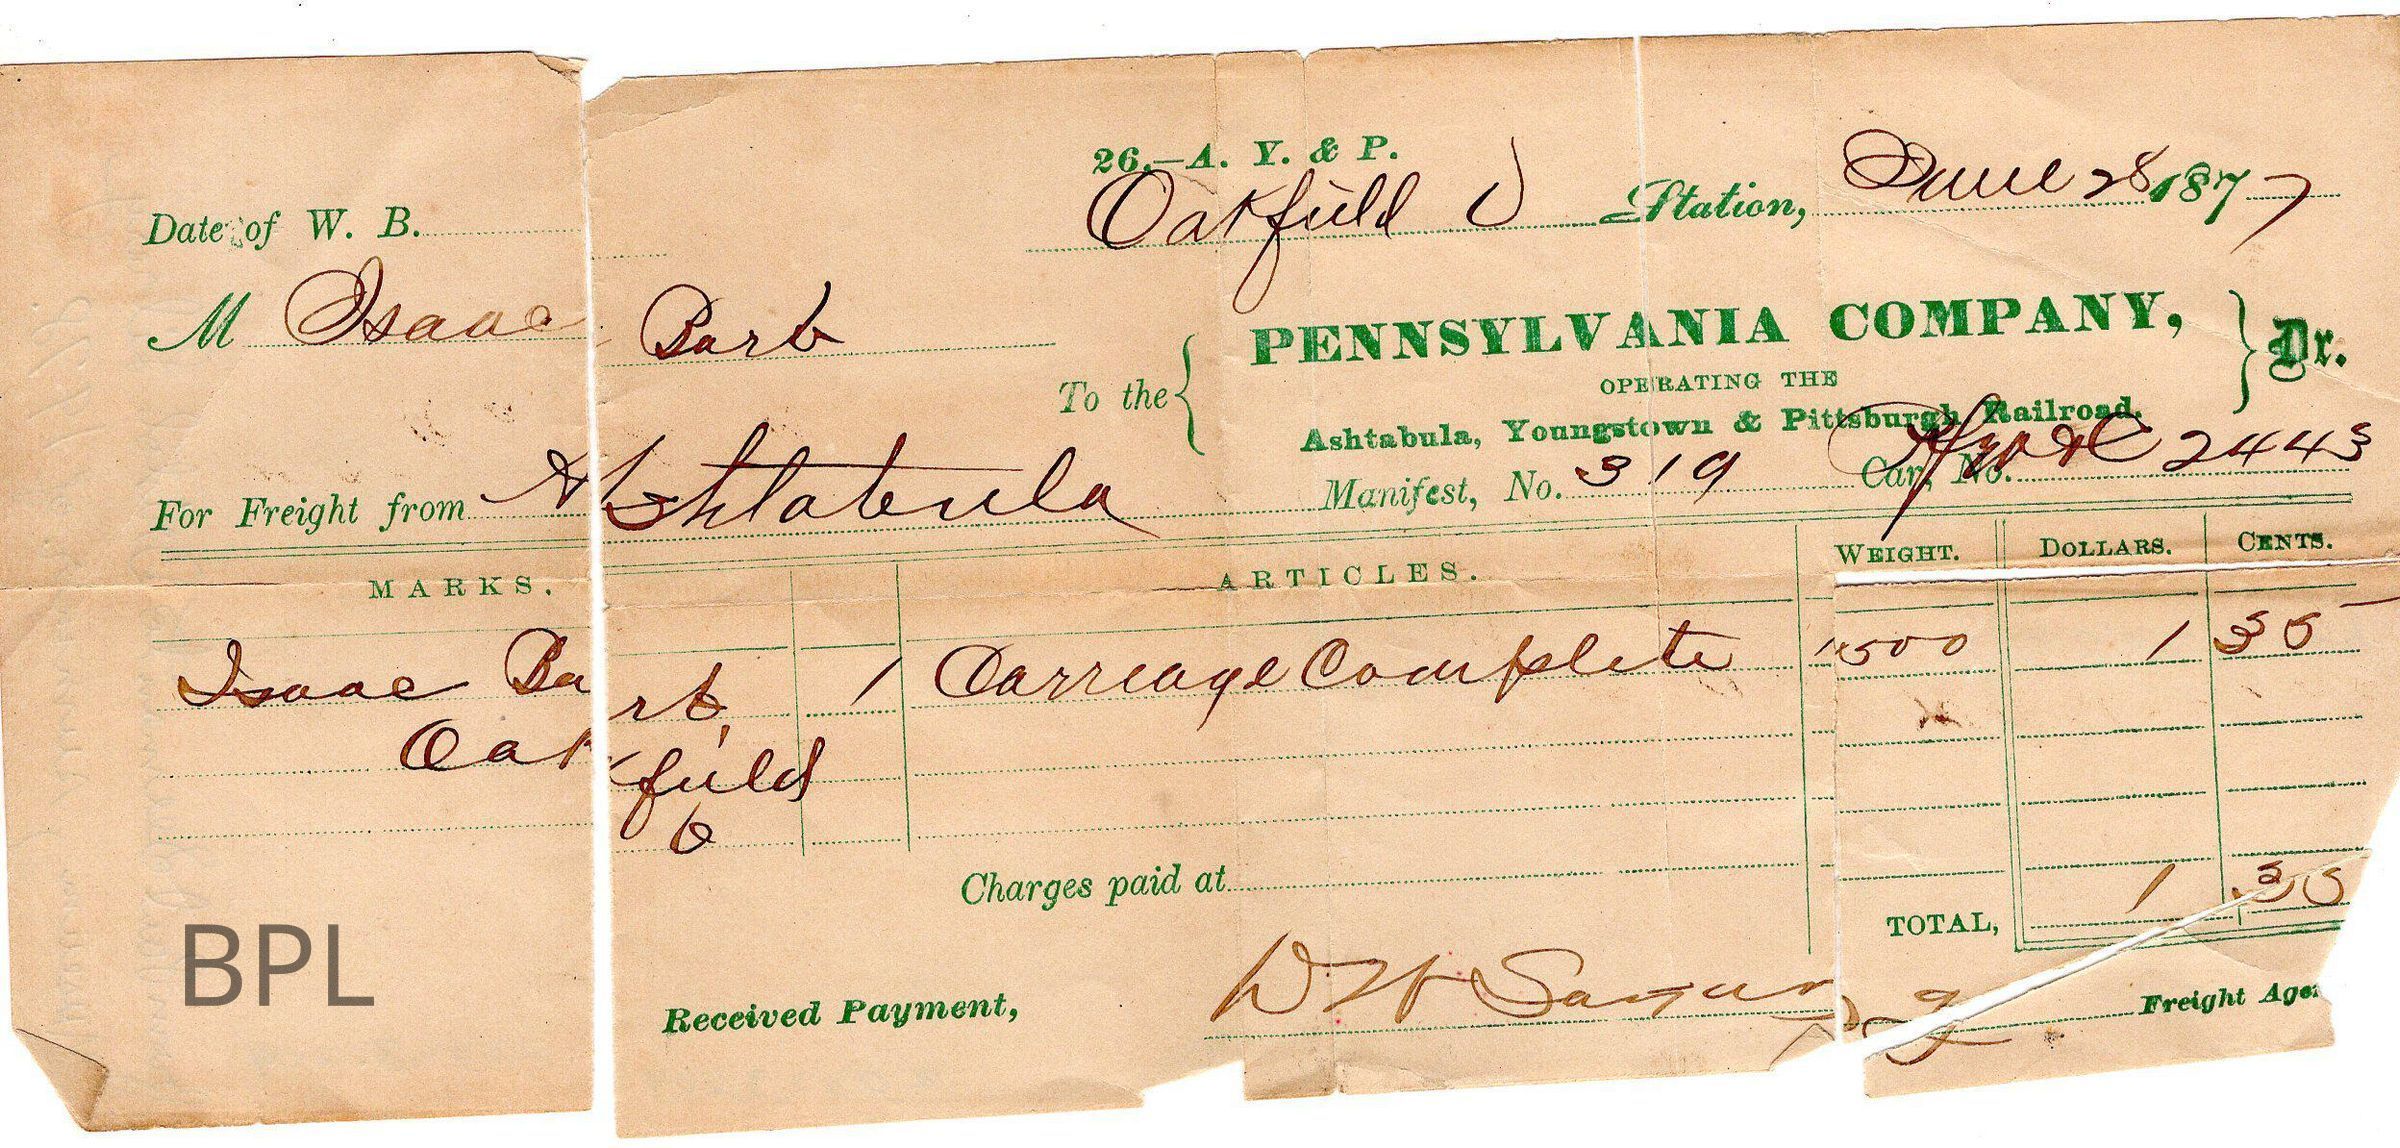 26.—A. Y. & P.
Date of W. B. Oakfield O Station, June 28 1877
M Isaac Barb
To the PENNSYLVANIA COMPANY, Dr.
OPERATING THE
Ashtabula, Youngstown & Pittsburgh Railroad.
For Freight from Ashtabula Manifest, No. 319 Car, No. 2443
MARKS. ARTICLES. WEIGHT. DOLLARS. CENTS.
Isaac Barb, 1 Carriage Complete 1500 1 35
Oakfield
O
Charges paid at
TOTAL, 1 35
Received Payment, D W Freight Age
BPL